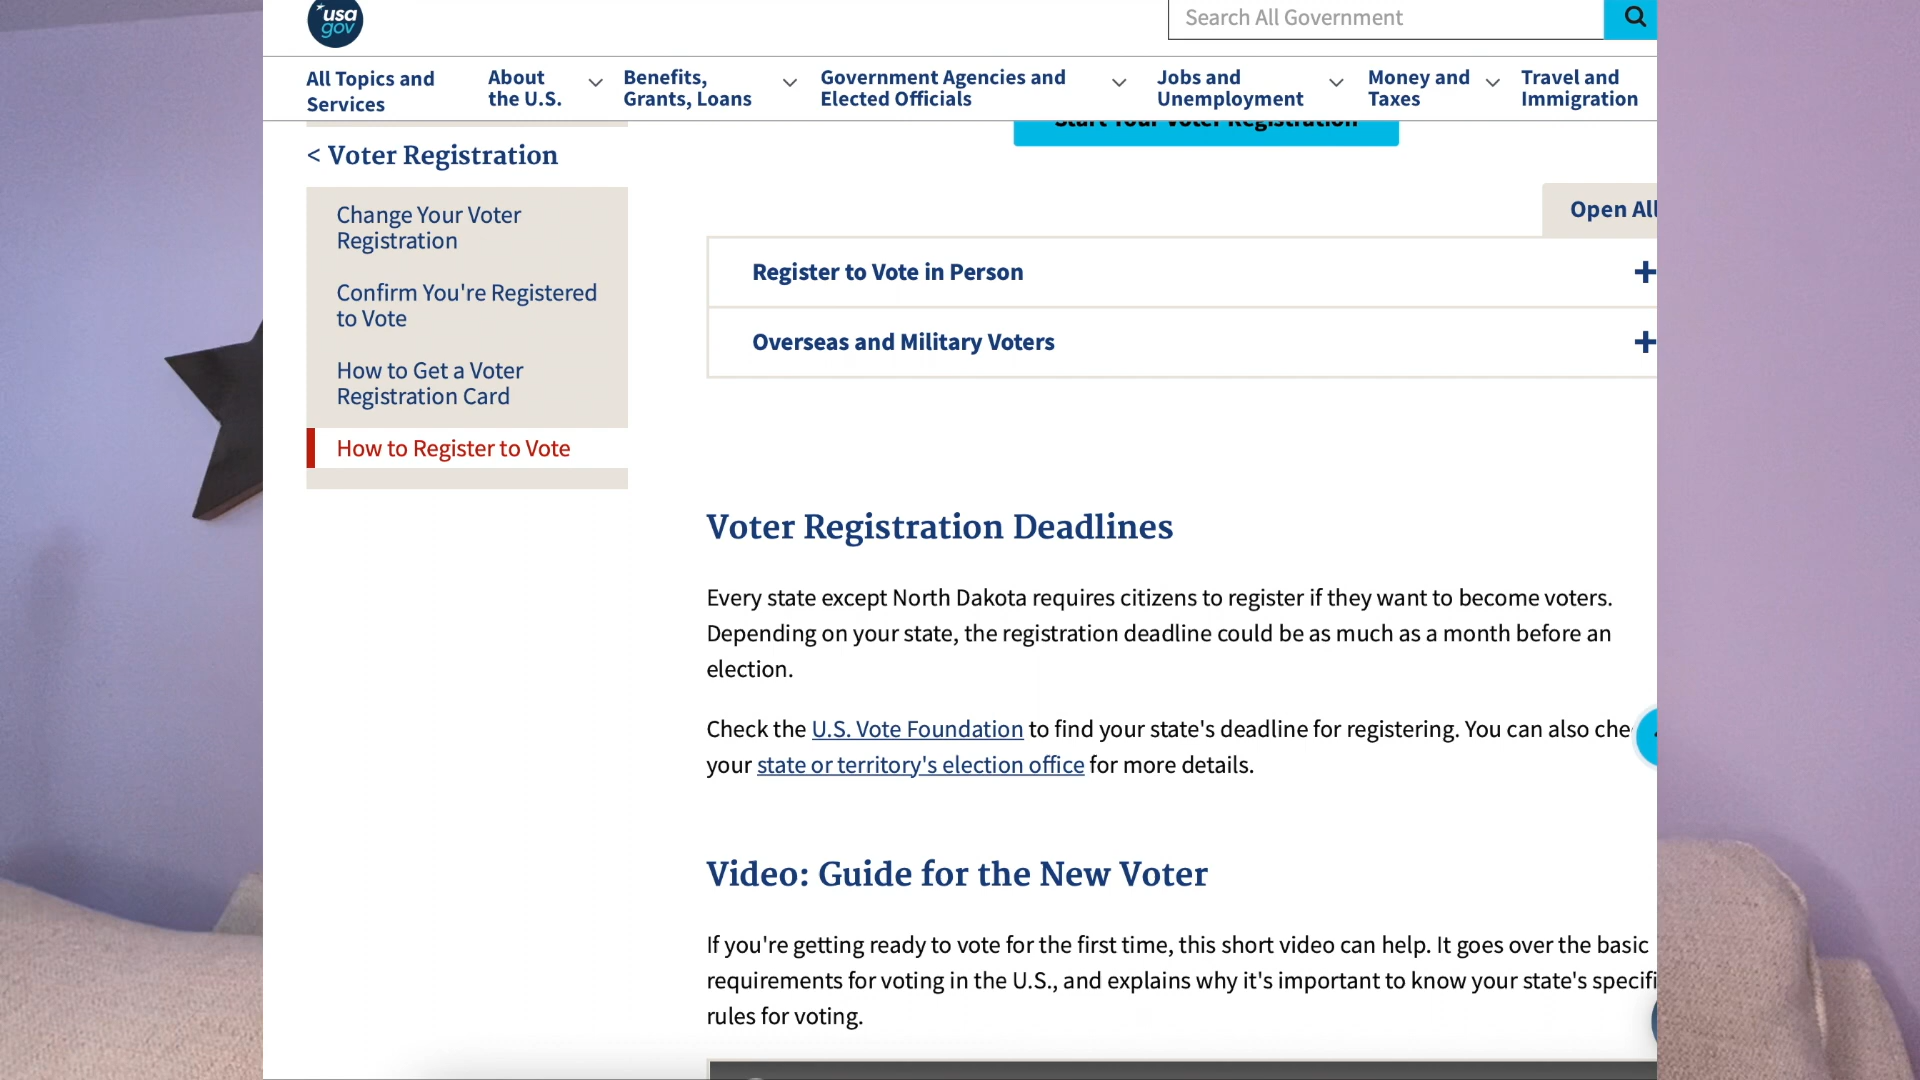 usa
gov
Search All Government
All Topics and
Services
About
the U.S.
Benefits,
Grants, Loans
Government Agencies and
Elected Officials
Jobs and
Unemployment
Money and
Taxes
Travel and
Immigration
Start Your Voter Registration
< Voter Registration
Change Your Voter
Registration
Confirm You're Registered
to Vote
How to Get a Voter
Registration Card
How to Register to Vote
Open All
Register to Vote in Person
Overseas and Military Voters
Voter Registration Deadlines
Every state except North Dakota requires citizens to register if they want to become voters.
Depending on your state, the registration deadline could be as much as a month before an
election.
Check the U.S. Vote Foundation to find your state's deadline for registering. You can also che
your state or territory's election office for more details.
Video: Guide for the New Voter
If you're getting ready to vote for the first time, this short video can help. It goes over the basic
requirements for voting in the U.S., and explains why it's important to know your state's specifi
rules for voting.